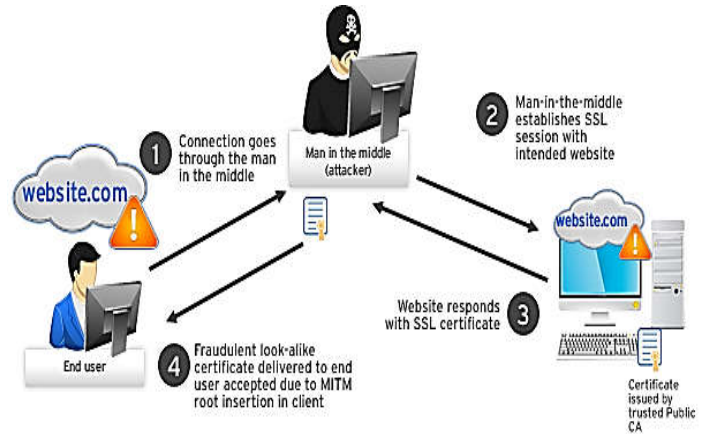 Man in the middle
(attacker)
1
Connection goes
through the man
in the middle
2
Man-in-the-middle
establishes SSL
session with
intended website
website.com
website.com
End user
4
Fraudulent look-alike
certificate delivered to end
user accepted due to MITM
root insertion in client
Website responds
with SSL certificate
3
Certificate
issued by
trusted Public
CA